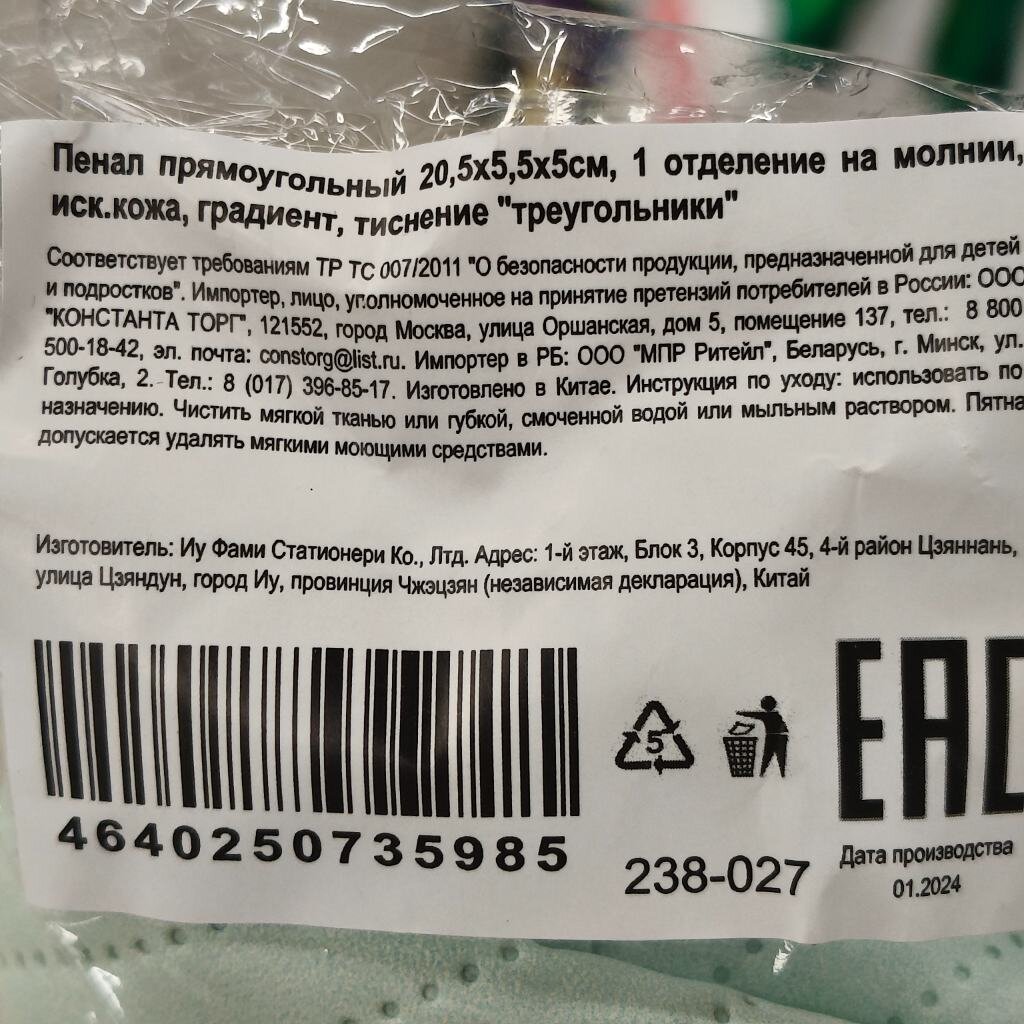 Пенал прямоугольный 20,5х5,5х5см, 1 отделение на молнии,
иск.кожа, градиент, тиснение "треугольники"
Соответствует требованиям ТР ТС 007/2011 "О безопасности продукции, предназначенной для детей
и подростков". Импортер, лицо, уполномоченное на принятие претензий потребителей в России: ООО
"КОНСТАНТА ТОРГ", 121552, город Москва, улица Оршанская, дом 5, помещение 137, тел.: 8 800
500-18-42, эл. почта: constorg@list.ru. Импортер в РБ: ООО "МПР Ритейл", Беларусь, г. Минск, ул.
Голубка, 2. Тел.: 8 (017) 396-85-17. Изготовлено в Китае. Инструкция по уходу: использовать по
назначению. Чистить мягкой тканью или губкой, смоченной водой или мыльным раствором. Пятна
допускается удалять мягкими моющими средствами.
Изготовитель: Иу Фами Статионери Ко., Лтд. Адрес: 1-й этаж, Блок 3, Корпус 45, 4-й район Цзяннань,
улица Цзяндун, город Иу, провинция Чжэцзян (независимая декларация), Китай
5
EAC
4640250735985
238-027
Дата производства
01.2024